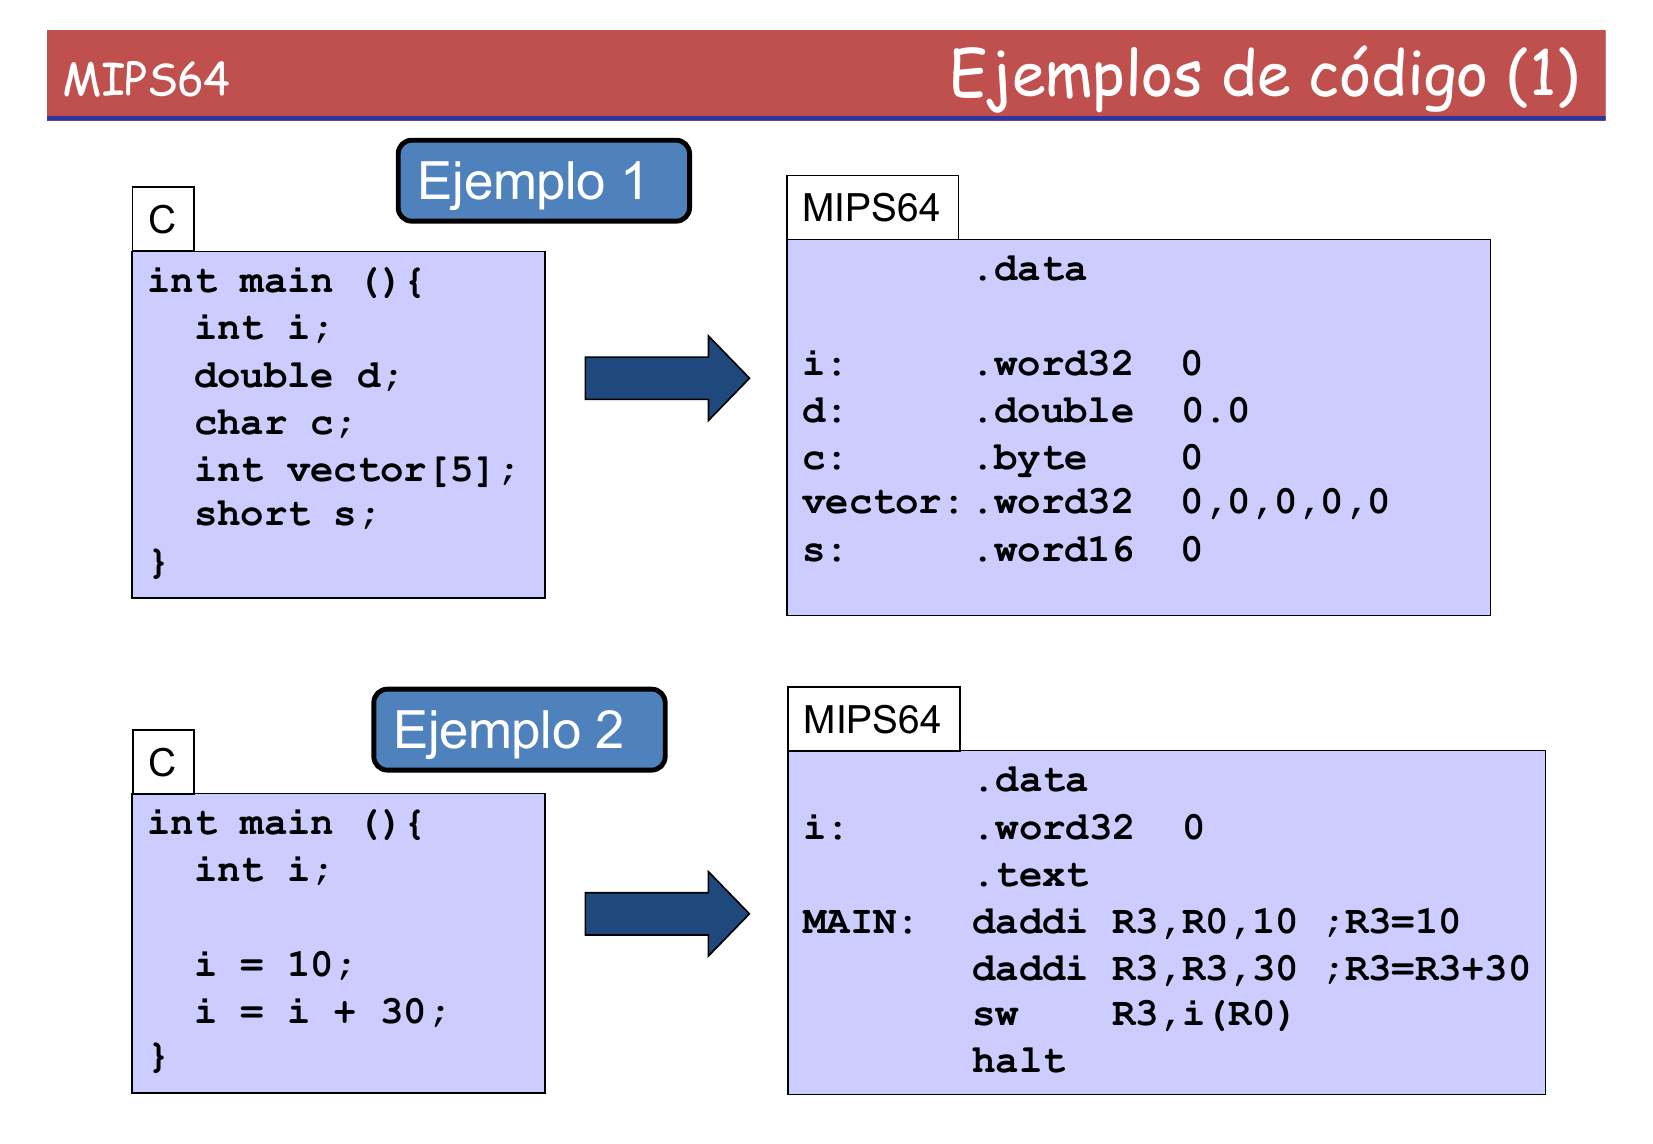 MIPS64
Ejemplos de código (1)
Ejemplo 1
C
int main (){
  int i;
  double d;
  char c;
  int vector[5];
  short s;
}
MIPS64
.data
i: .word32 0
d: .double 0.0
c: .byte 0
vector: .word32 0,0,0,0,0
s: .word16 0
Ejemplo 2
C
int main (){
  int i;
  i = 10;
  i = i + 30;
}
MIPS64
.data
i: .word32 0
.text
MAIN: daddi R3,R0,10 ;R3=10
daddi R3,R3,30 ;R3=R3+30
sw R3,i(R0)
halt